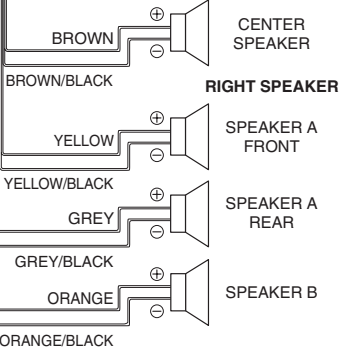 BROWN
CENTER
SPEAKER
BROWN/BLACK
RIGHT SPEAKER
YELLOW
SPEAKER A
FRONT
YELLOW/BLACK
GREY
SPEAKER A
REAR
GREY/BLACK
ORANGE
SPEAKER B
ORANGE/BLACK